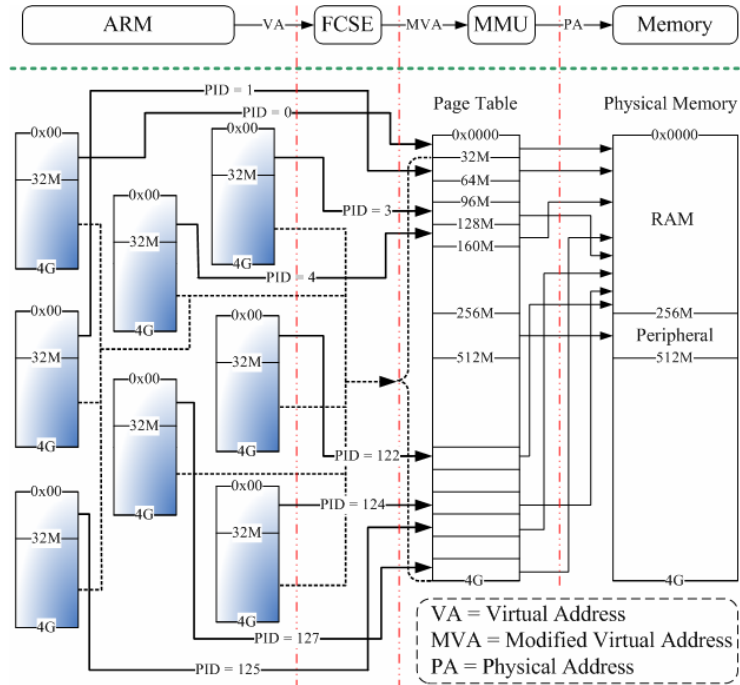 ARM VA FCSE MVA MMU PA Memory
PID = 1
PID = 0
Page Table
Physical Memory
0x00
32M
4G
0x00
32M
4G
0x00
32M
4G
0x00
32M
4G
0x00
32M
4G
0x00
32M
4G
0x00
32M
4G
0x00
32M
4G
PID = 3
PID = 4
PID = 122
PID = 124
PID = 127
PID = 125
0x0000
32M
64M
96M
128M
160M
256M
512M
4G
0x0000
RAM
256M
Peripheral
512M
4G
VA = Virtual Address
MVA = Modified Virtual Address
PA = Physical Address